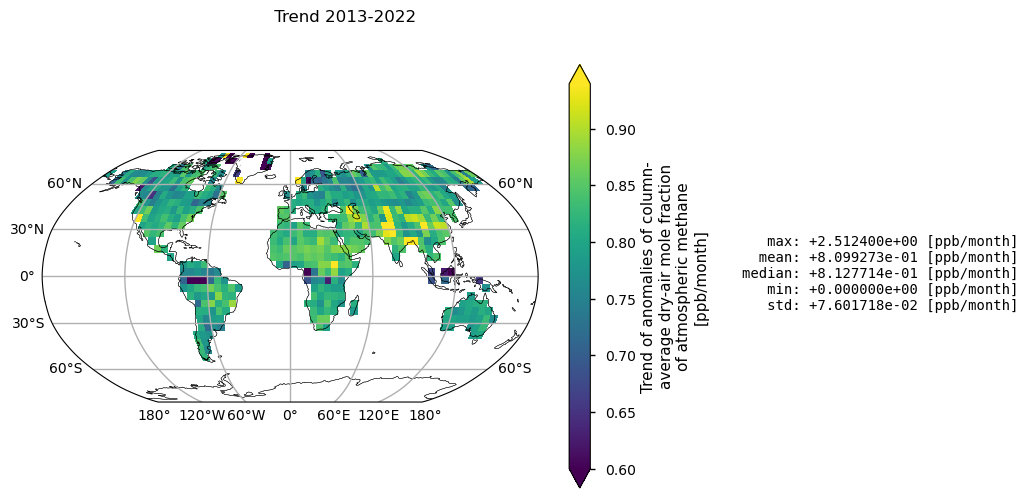 Trend 2013-2022
60°N
60°N
30°N
30°N
0°
0°
30°S
30°S
60°S
60°S
180° 120°W 60°W 0° 60°E 120°E 180°
0.90
0.85
0.80
0.75
0.70
0.65
0.60
Trend of anomalies of column-
average dry-air mole fraction
of atmospheric methane
[ppb/month]
max: +2.512400e+00 [ppb/month]
mean: +8.099273e-01 [ppb/month]
median: +8.127714e-01 [ppb/month]
min: +0.000000e+00 [ppb/month]
std: +7.601718e-02 [ppb/month]